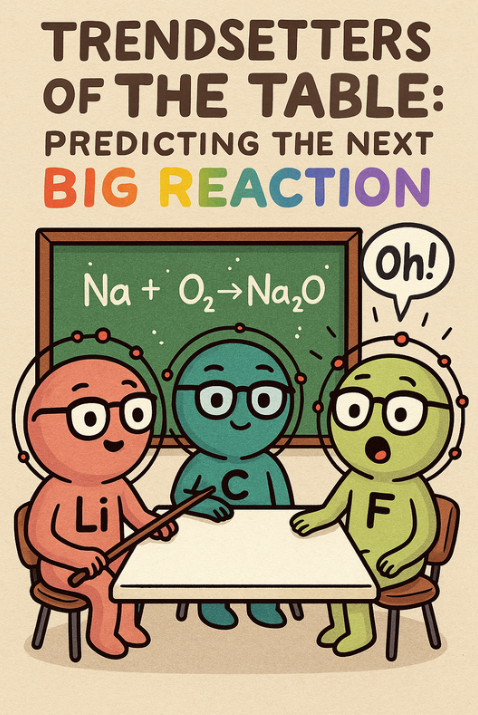 TRENDSETTERS
OF THE TABLE:
PREDICTING THE NEXT
BIG REACTION
Oh!
Na + O₂→Na₂O
Li
C
F